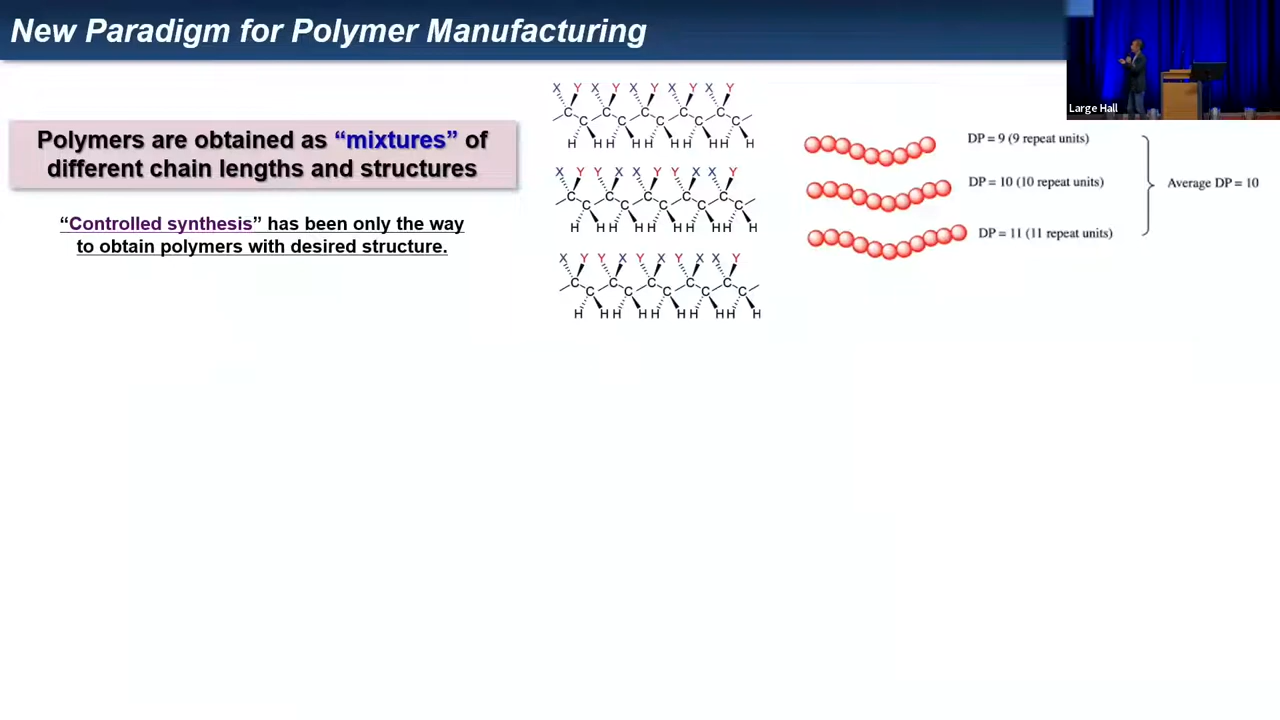 New Paradigm for Polymer Manufacturing
Large Hall
Polymers are obtained as “mixtures” of
different chain lengths and structures
“Controlled synthesis” has been only the way
to obtain polymers with desired structure.
X Y X Y X Y X Y X Y
C C C C C C C C C C
H H H H H H H H H H
X Y Y X X Y Y X X Y
C C C C C C C C C C
H H H H H H H H H H
X Y Y X Y X Y X X Y
C C C C C C C C C C
H H H H H H H H H H
DP = 9 (9 repeat units)
DP = 10 (10 repeat units)
DP = 11 (11 repeat units)
Average DP = 10